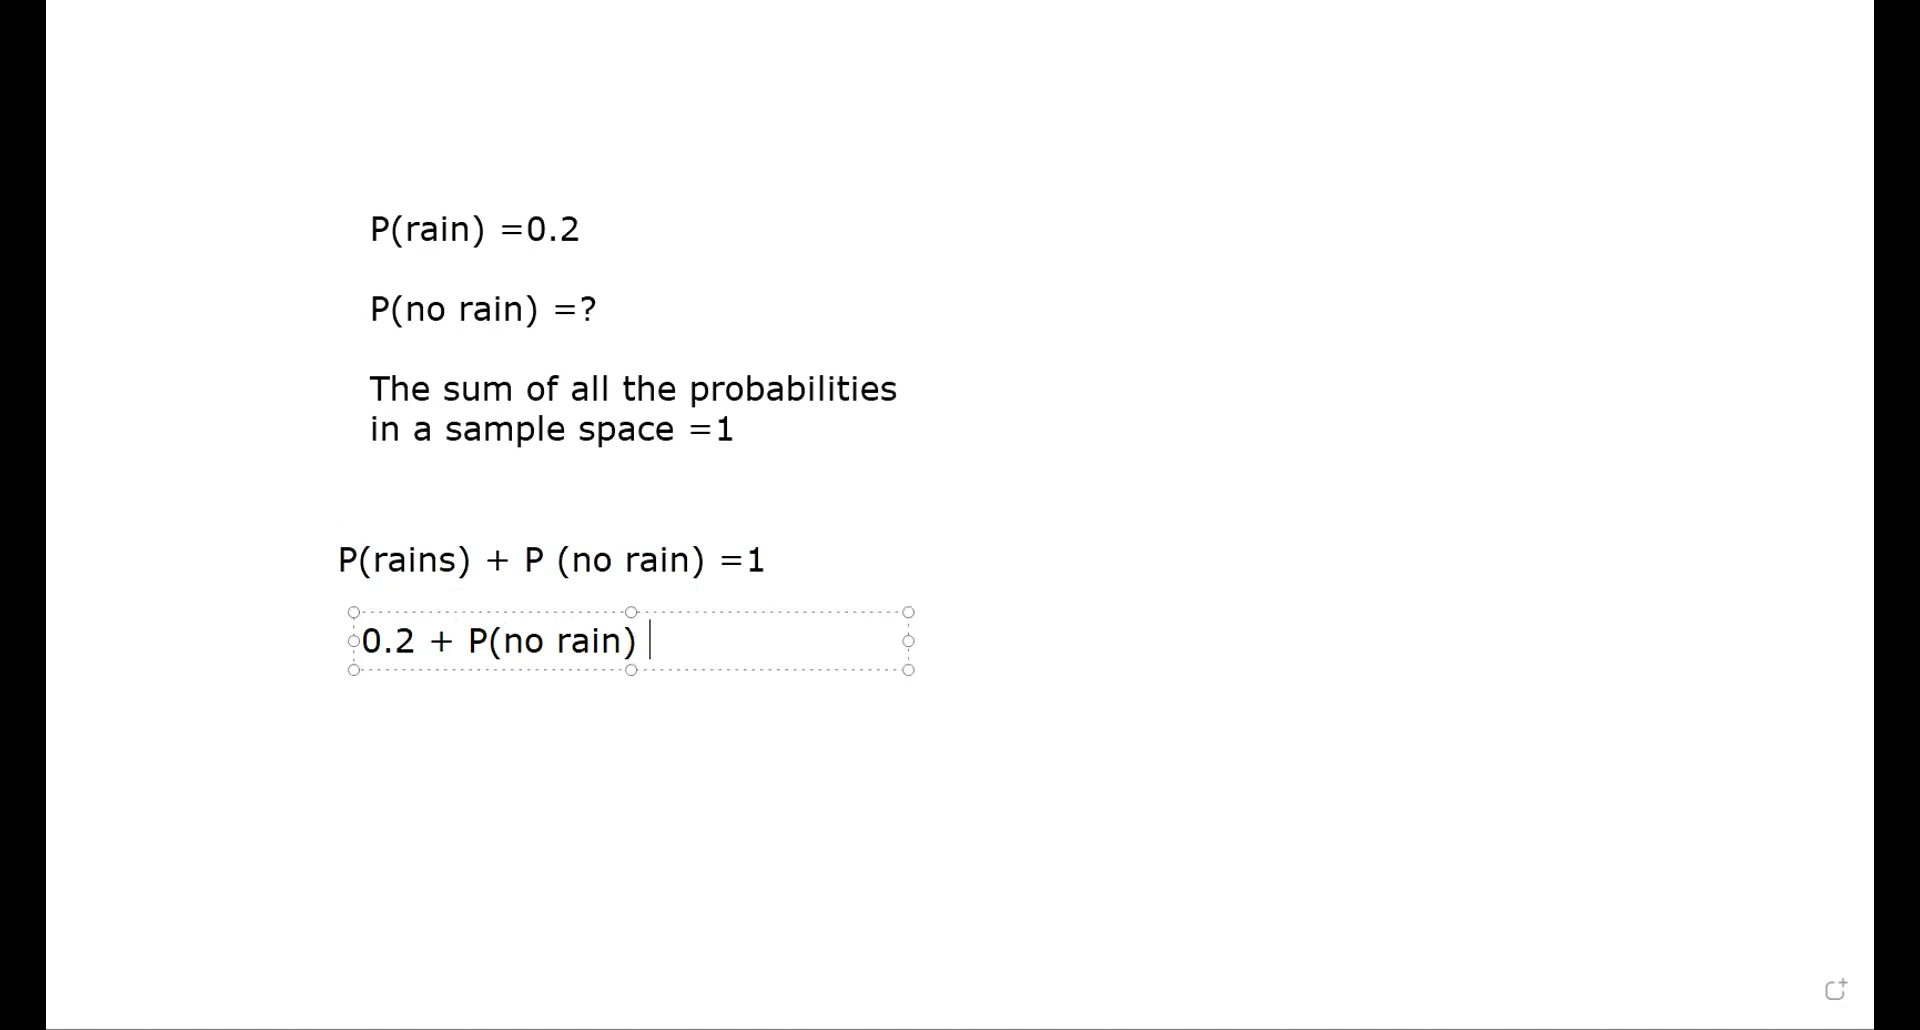 P(rain) =0.2
P(no rain) =?
The sum of all the probabilities
in a sample space =1
P(rains) + P (no rain) =1
0.2 + P(no rain)